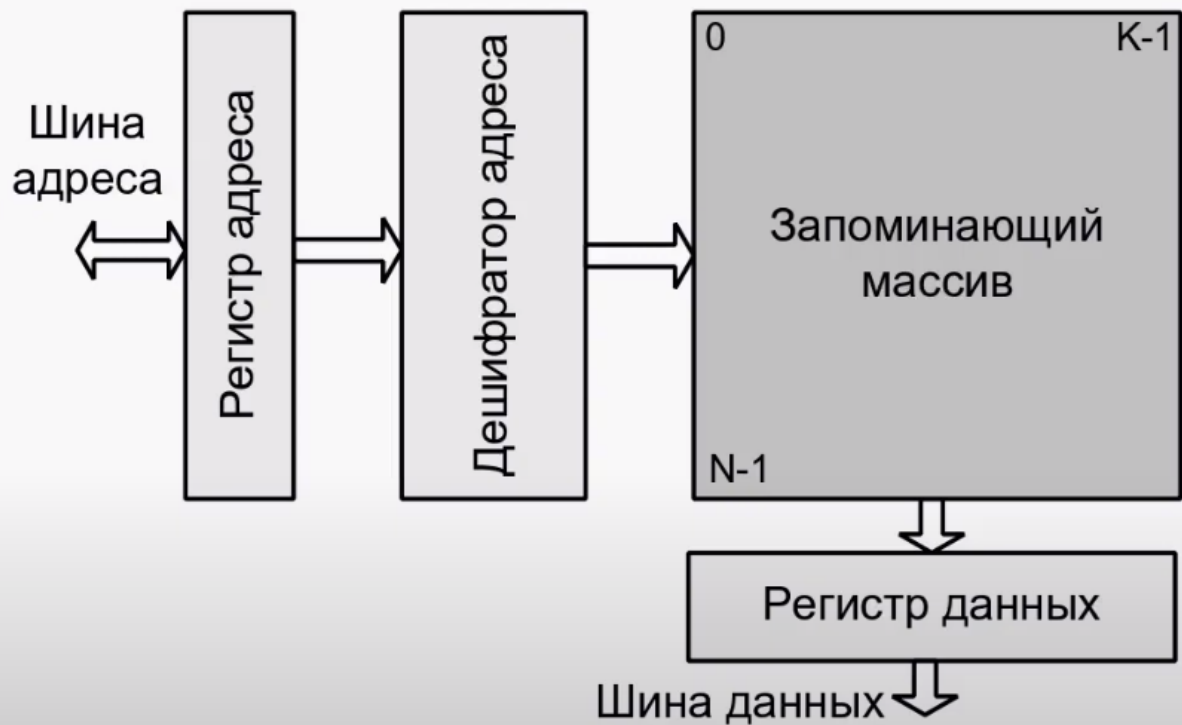 Шина
адреса
Регистр адреса
Дешифратор адреса
0
K-1
Запоминающий
массив
N-1
Регистр данных
Шина данных